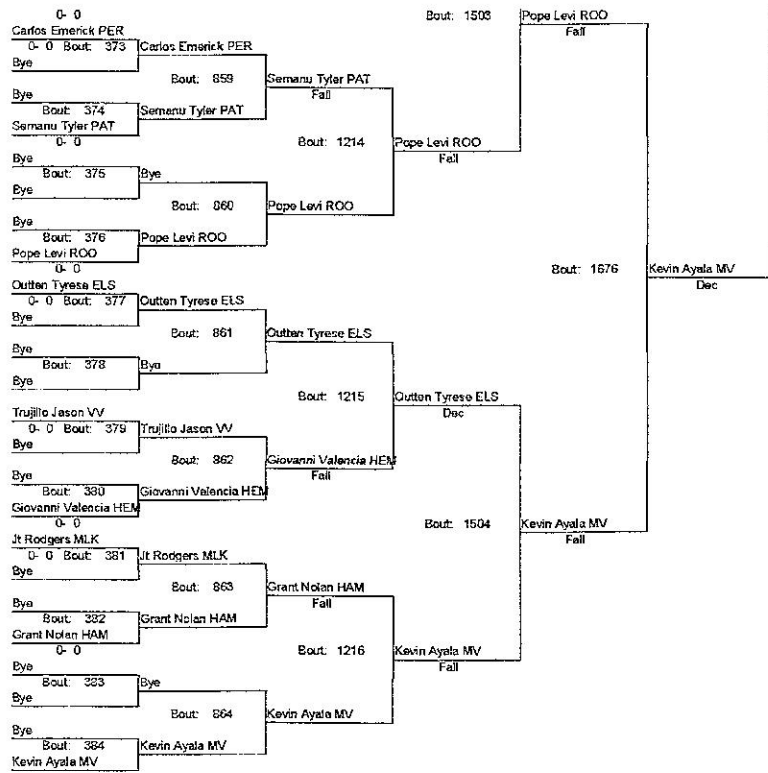 0- 0
Bout: 1503 Pope Levi ROO
Carlos Emerick PER
Fall
0- 0 Bout: 373 Carlos Emerick PER
Bye
Bout: 859 Semanu Tyler PAT
Bye
Fall
Bout: 374 Semanu Tyler PAT
Semanu Tyler PAT
0- 0
Bout: 1214 Pope Levi ROO
Bye
Fall
Bout: 375 Bye
Bye
Bout: 860 Pope Levi ROO
Bye
Bout: 376 Pope Levi ROO
Pope Levi ROO
0- 0
Bout: 1676 Kevin Ayala MV
Dec
Outten Tyrese ELS
0- 0 Bout: 377 Outten Tyrese ELS
Bye
Bout: 861 Outten Tyrese ELS
Bye
Bout: 378 Bye
Bye
Bout: 1215 Outten Tyrese ELS
Dec
Trujillo Jason VV
0- 0 Bout: 379 Trujillo Jason VV
Bye
Bout: 862 Giovanni Valencia HEM
Fall
Bye
Bout: 380 Giovanni Valencia HEM
Giovanni Valencia HEM
0- 0
Bout: 1504 Kevin Ayala MV
Fall
Jt Rodgers MLK
0- 0 Bout: 381 Jt Rodgers MLK
Bye
Bout: 863 Grant Nolan HAM
Fall
Bye
Bout: 382 Grant Nolan HAM
Grant Nolan HAM
0- 0
Bout: 1216 Kevin Ayala MV
Fall
Bye
Bout: 383 Bye
Bye
Bout: 864 Kevin Ayala MV
Bye
Bout: 384 Kevin Ayala MV
Kevin Ayala MV